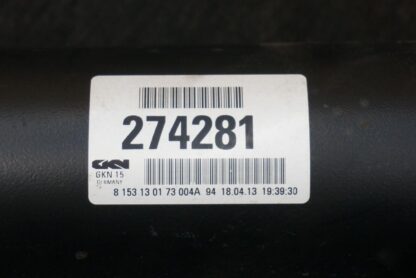 274281
GKN
GKN 15
GERMANY
8 153 13 01 73 004A 94 18.04.13 19:39:30